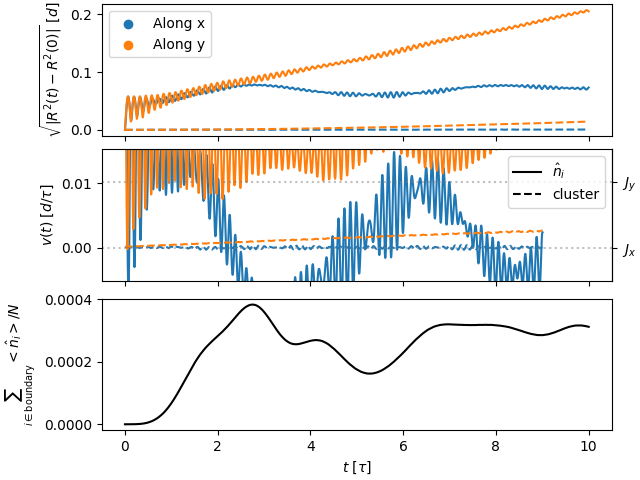 √|R²(t) − R²(0)| [d]
0.2
0.1
0.0
Along x
Along y
v(t) [d/τ]
0.01
0.00
n̂ᵢ
cluster
J_y
J_x
∑_{i∈boundary} < n̂ᵢ > /N
0.0004
0.0002
0.0000
0 2 4 6 8 10
t [τ]